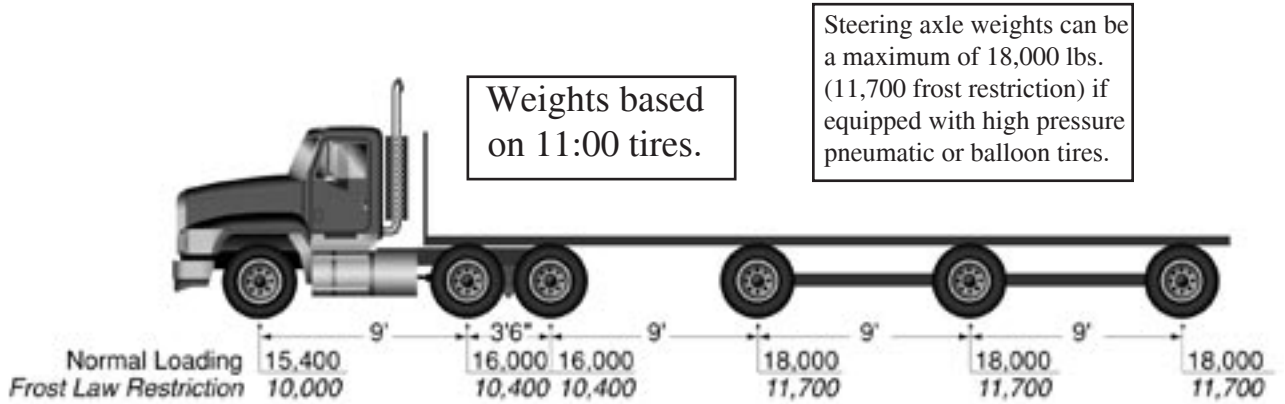 Steering axle weights can be
a maximum of 18,000 lbs.
(11,700 frost restriction) if
equipped with high pressure
pneumatic or balloon tires.
Weights based
on 11:00 tires.
9' 3'6" 9' 9' 9'
Normal Loading 15,400 16,000 16,000 18,000 18,000 18,000
Frost Law Restriction 10,000 10,400 10,400 11,700 11,700 11,700